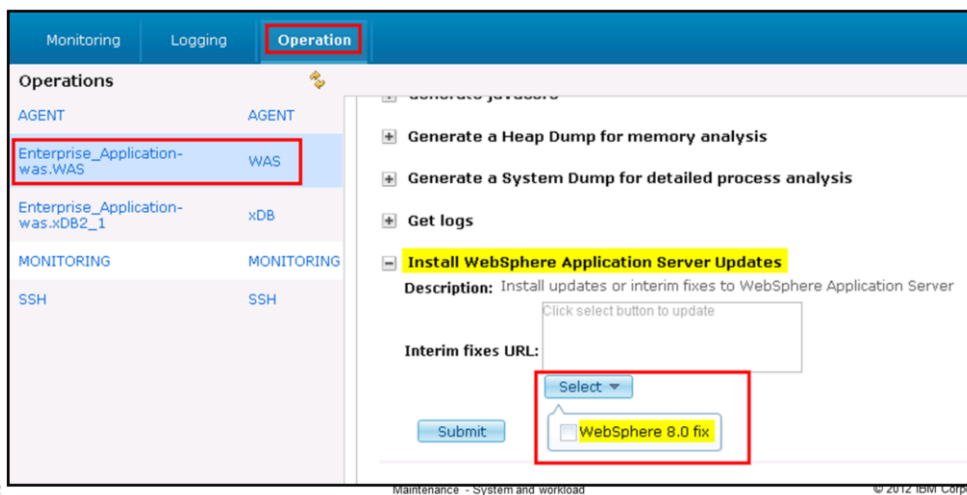 Monitoring Logging Operation
Operations
AGENT AGENT
Enterprise_Application-was.WAS WAS
Enterprise_Application-was.xDB2_1 xDB
MONITORING MONITORING
SSH SSH
Generate javacore
Generate a Heap Dump for memory analysis
Generate a System Dump for detailed process analysis
Get logs
Install WebSphere Application Server Updates
Description: Install updates or interim fixes to WebSphere Application Server
Click select button to update
Interim fixes URL:
Select
Submit
WebSphere 8.0 fix
Maintenance - System and workload
© 2012 IBM Corp